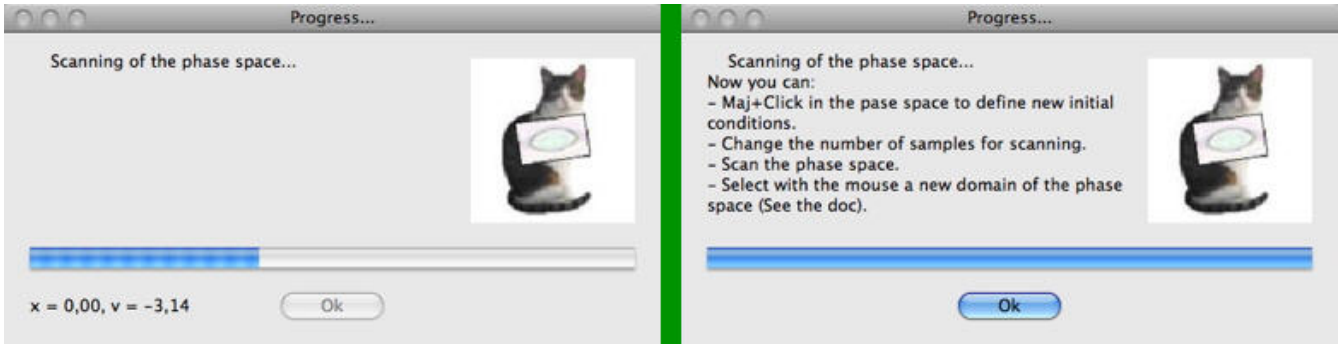 Progress...
Scanning of the phase space...
x = 0,00, v = -3,14
Ok
Progress...
Scanning of the phase space...
Now you can:
- Maj+Click in the pase space to define new initial
conditions.
- Change the number of samples for scanning.
- Scan the phase space.
- Select with the mouse a new domain of the phase
space (See the doc).
Ok